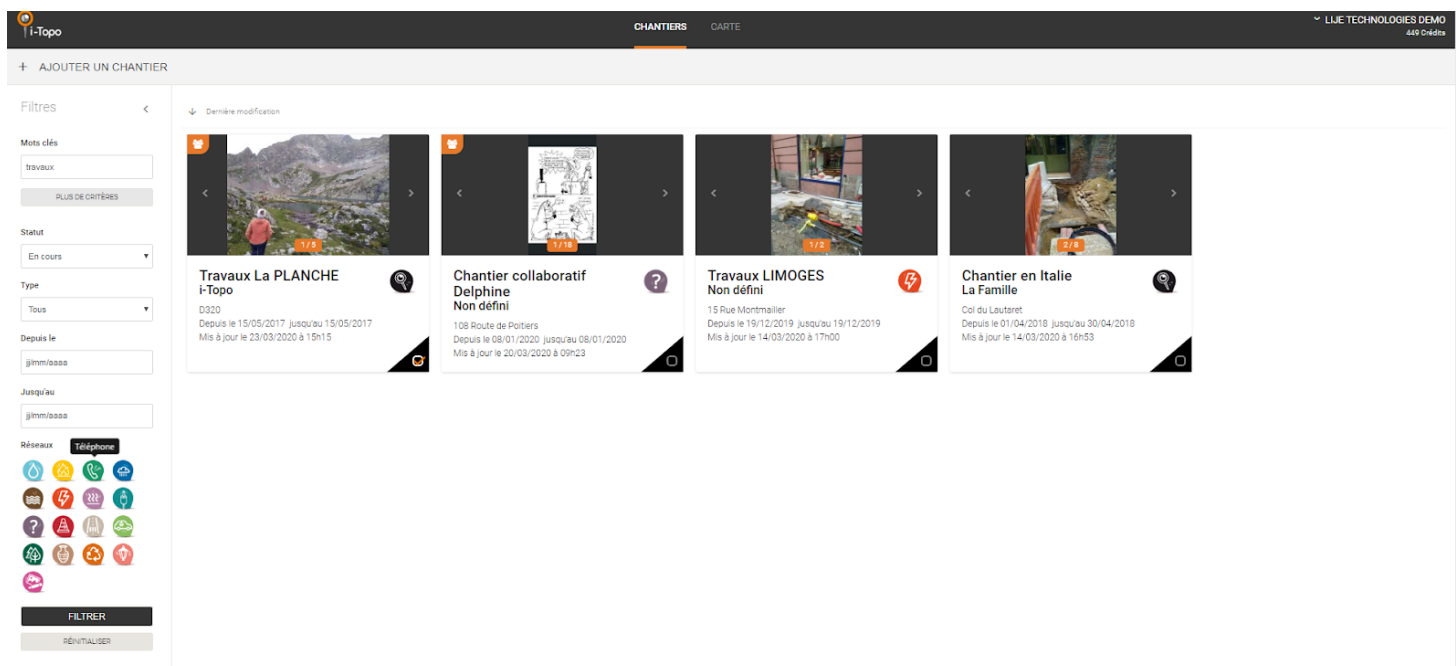 i-Topo
CHANTIERS
CARTE
LIJE TECHNOLOGIES DEMO
449 Crédits
+ AJOUTER UN CHANTIER
Filtres
Dernière modification
Mots clés
travaux
PLUS DE CRITÈRES
Statut
En cours
Type
Tous
Depuis le
jj/mm/aaaa
Jusqu'au
jj/mm/aaaa
Réseaux
Téléphone
FILTRER
RÉINITIALISER
1 / 5
Travaux La PLANCHE
i-Topo
D320
Depuis le 15/05/2017 jusqu'au 15/05/2017
Mis à jour le 23/03/2020 à 15h15
1 / 18
Chantier collaboratif
Delphine
Non défini
108 Route de Poitiers
Depuis le 08/01/2020 jusqu'au 08/01/2020
Mis à jour le 20/03/2020 à 09h23
1 / 2
Travaux LIMOGES
Non défini
15 Rue Montmailler
Depuis le 19/12/2019 jusqu'au 19/12/2019
Mis à jour le 14/03/2020 à 17h00
2 / 8
Chantier en Italie
La Famille
Col du Lautaret
Depuis le 01/04/2018 jusqu'au 30/04/2018
Mis à jour le 14/03/2020 à 16h53